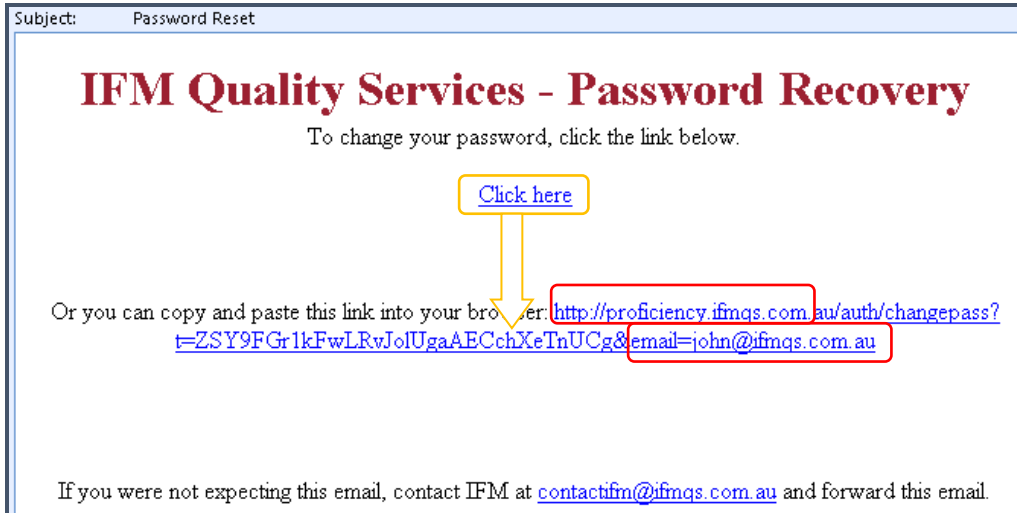 Subject: Password Reset
IFM Quality Services - Password Recovery
To change your password, click the link below.
Click here
Or you can copy and paste this link into your browser: http://proficiency.ifmqs.com.au/auth/changepass?
t=ZSY9FGr1kFwLRvJolUgaAECchXeTnUCg&email=john@ifmqs.com.au
If you were not expecting this email, contact IFM at contactifm@ifmqs.com.au and forward this email.